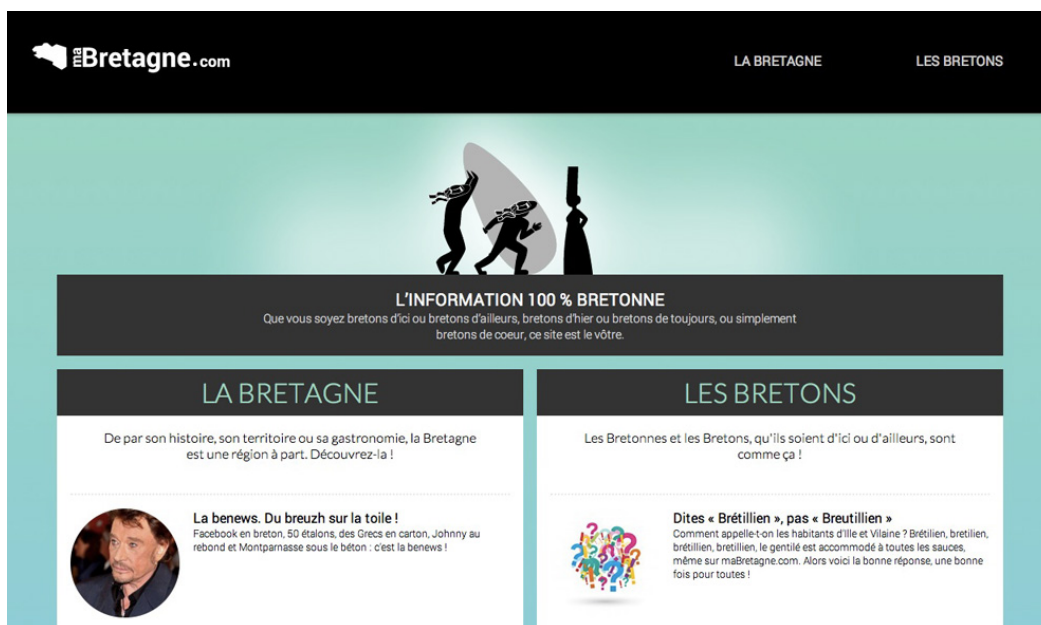 maBretagne.com
LA BRETAGNE
LES BRETONS
L'INFORMATION 100 % BRETONNE
Que vous soyez bretons d'ici ou bretons d'ailleurs, bretons d'hier ou bretons de toujours, ou simplement
bretons de coeur, ce site est le vôtre.
LA BRETAGNE
De par son histoire, son territoire ou sa gastronomie, la Bretagne
est une région à part. Découvrez-la !
La benews. Du breuzh sur la toile !
Facebook en breton, 50 étalons, des Grecs en carton, Johnny au
rebond et Montparnasse sous le béton : c'est la benews !
LES BRETONS
Les Bretonnes et les Bretons, qu'ils soient d'ici ou d'ailleurs, sont
comme ça !
Dites « Brétillien », pas « Breutillien »
Comment appelle-t-on les habitants d'Ille et Vilaine ? Brétilien, bretilien,
brétillien, bretillien, le gentilé est accommodé à toutes les sauces,
même sur maBretagne.com. Alors voici la bonne réponse, une bonne
fois pour toutes !